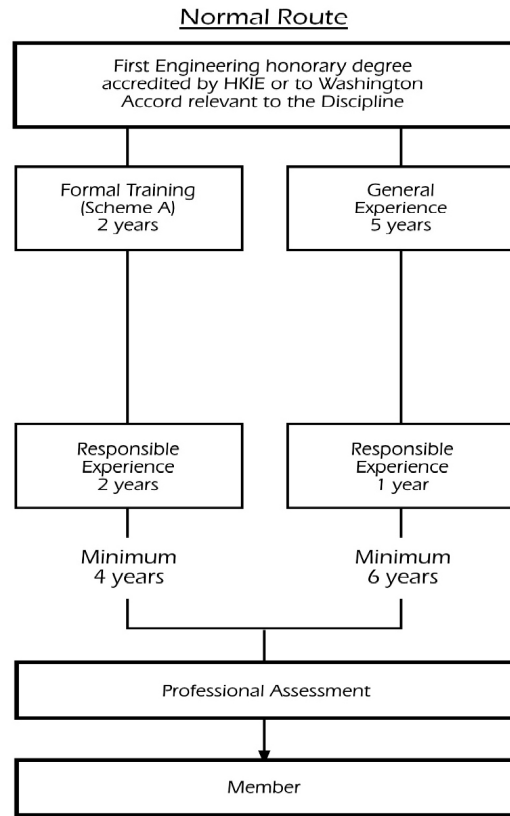 Normal Route
First Engineering honorary degree
accredited by HKIE or to Washington
Accord relevant to the Discipline
Formal Training
(Scheme A)
2 years
General
Experience
5 years
Responsible
Experience
2 years
Responsible
Experience
1 year
Minimum
4 years
Minimum
6 years
Professional Assessment
Member